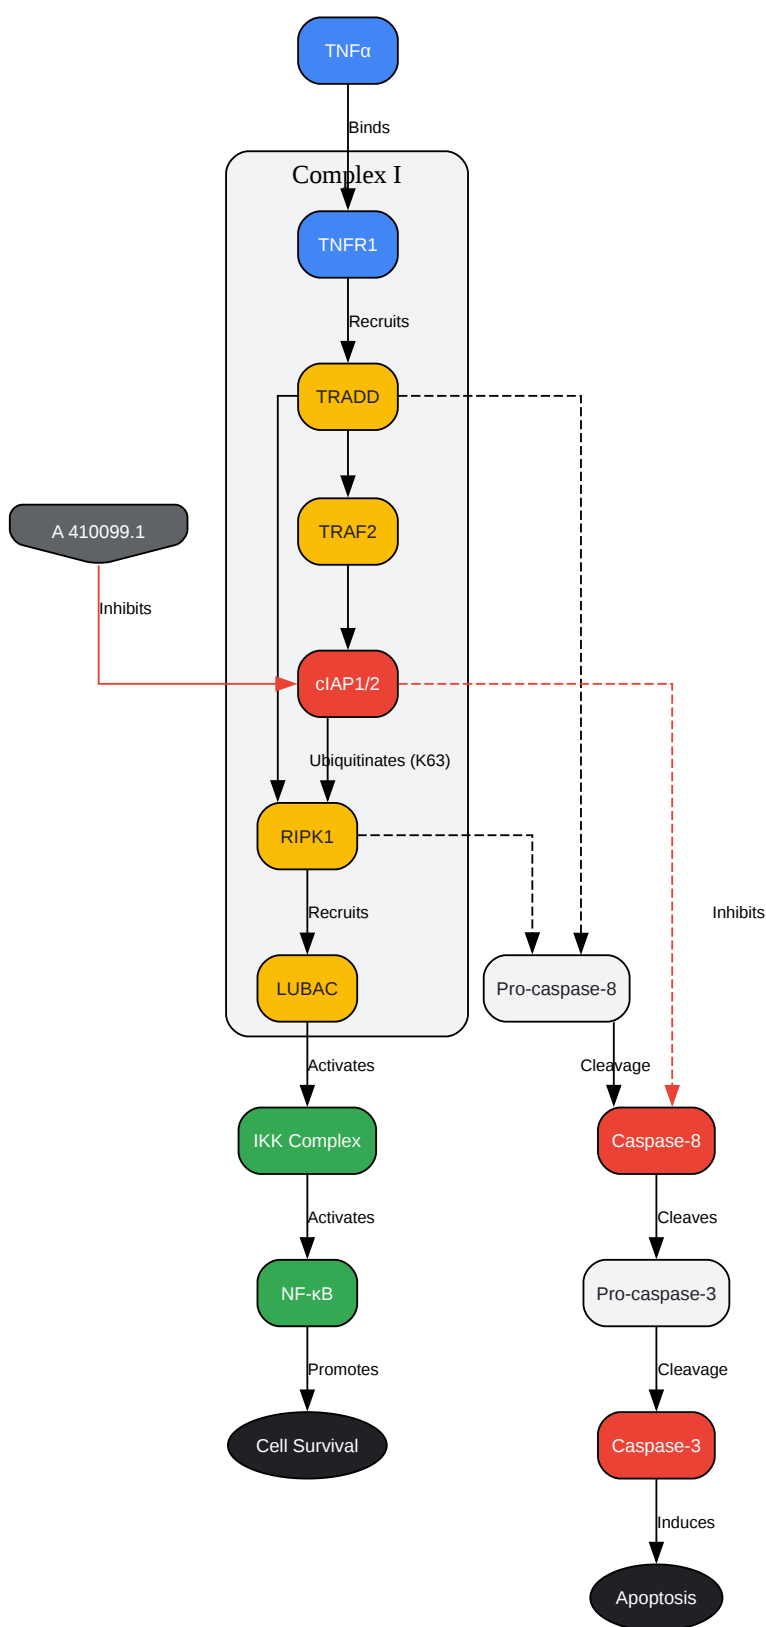 TNFα
Binds
Complex I
TNFR1
Recruits
TRADD
TRAF2
A 410099.1
Inhibits
cIAP1/2
Ubiquitinates (K63)
RIPK1
Recruits
Inhibits
LUBAC
Pro-caspase-8
Activates
Cleavage
IKK Complex
Caspase-8
Activates
Cleaves
NF-κB
Pro-caspase-3
Promotes
Cleavage
Cell Survival
Caspase-3
Induces
Apoptosis